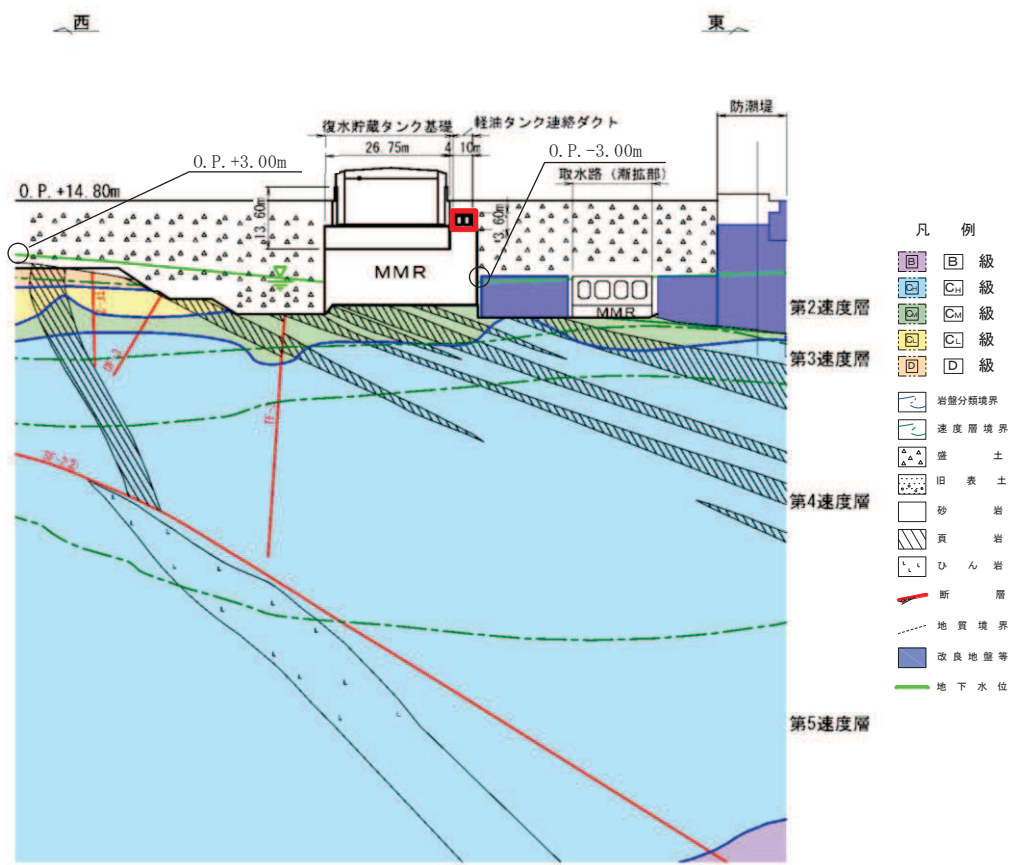 西
東
防潮堤
復水貯蔵タンク基礎
軽油タンク連絡ダクト
26.75m
4.10m
O.P.+3.00m
O.P.-3.00m
取水路(漸拡部)
O.P.+14.80m
13.60m
3.60m
MMR
MMR
第2速度層
第3速度層
第4速度層
第5速度層
凡例
B B 級
CH CH 級
CM CM 級
CL CL 級
D D 級
岩盤分類境界
速度層境界
盛土
旧表土
砂岩
頁岩
ひん岩
断層
地質境界
改良地盤等
地下水位